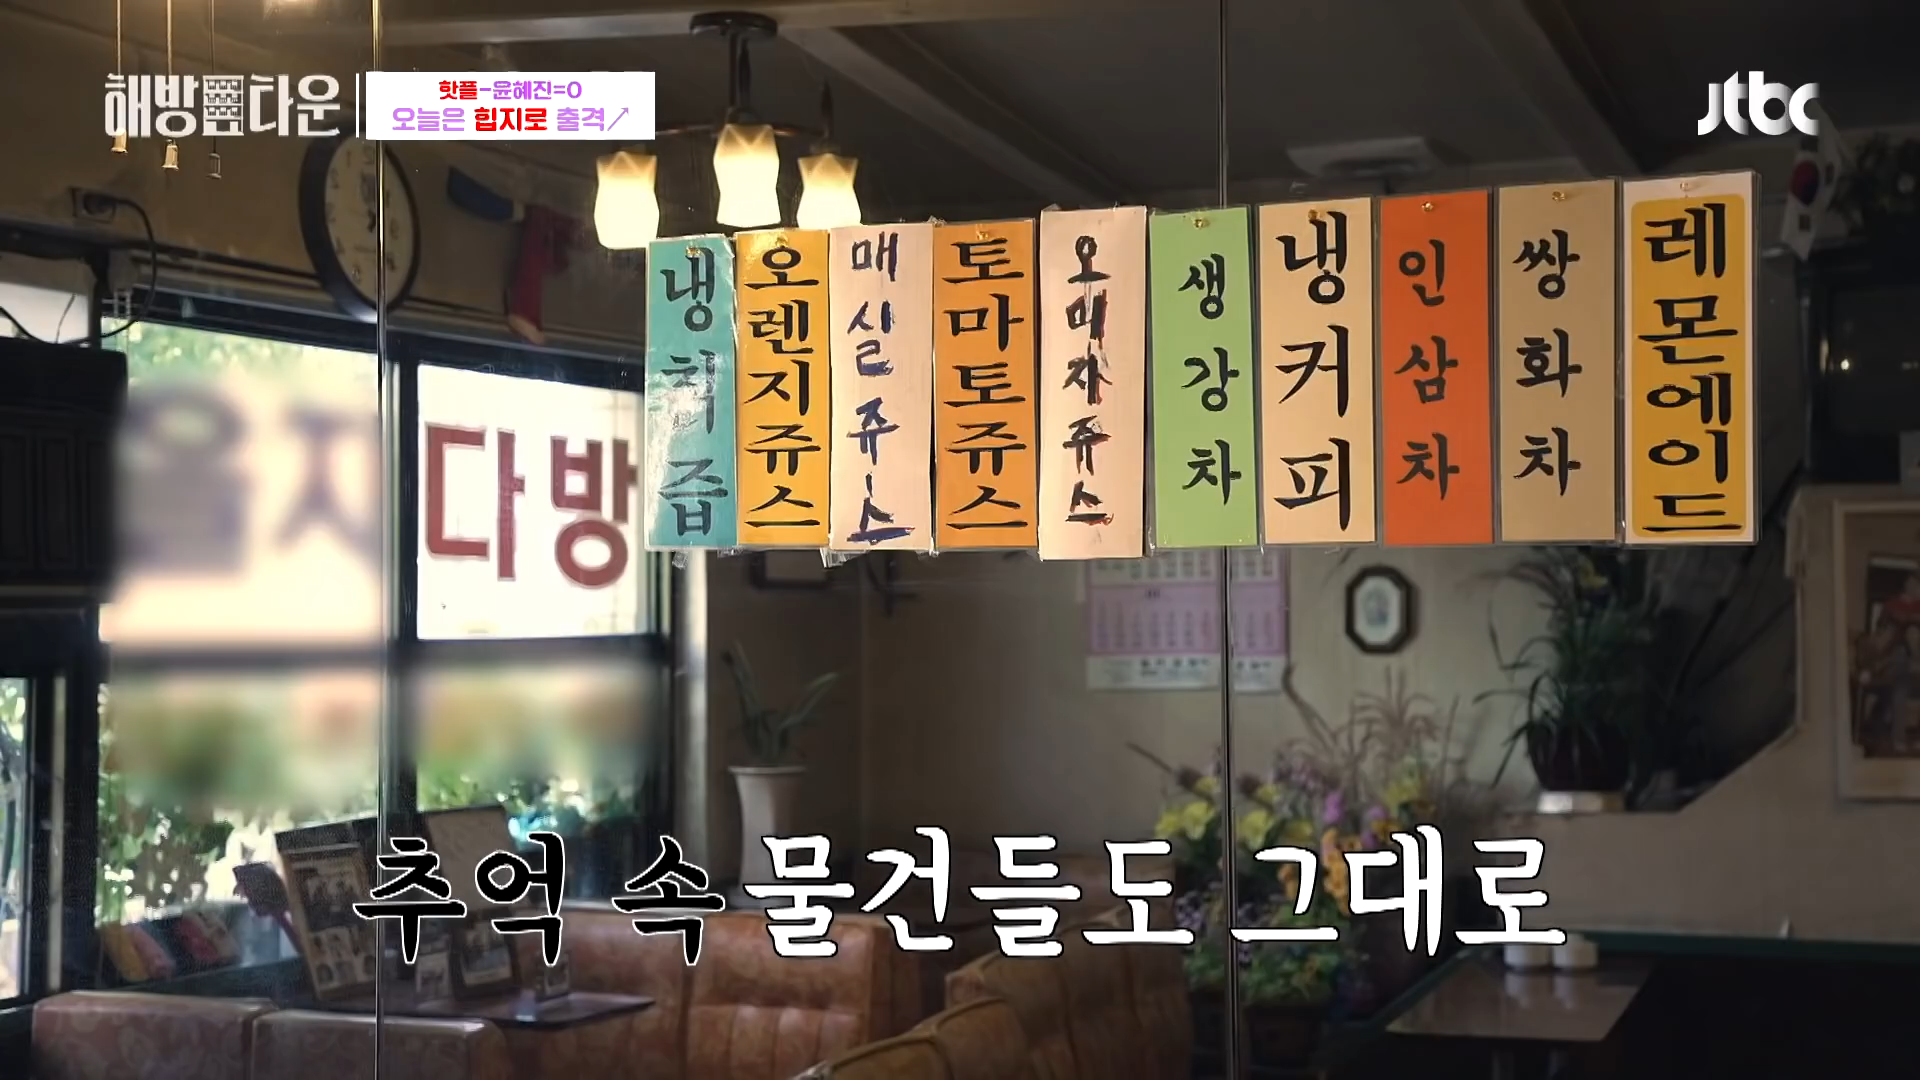 해방타운
핫플-윤혜진=0
오늘은 힙지로 출격↗
jtbc
냉칡즙
오렌지쥬스
매실쥬스
토마토쥬스
오미자쥬스
생강차
냉커피
인삼차
쌍화차
레몬에이드
을지
다방
추억 속 물건들도 그대로